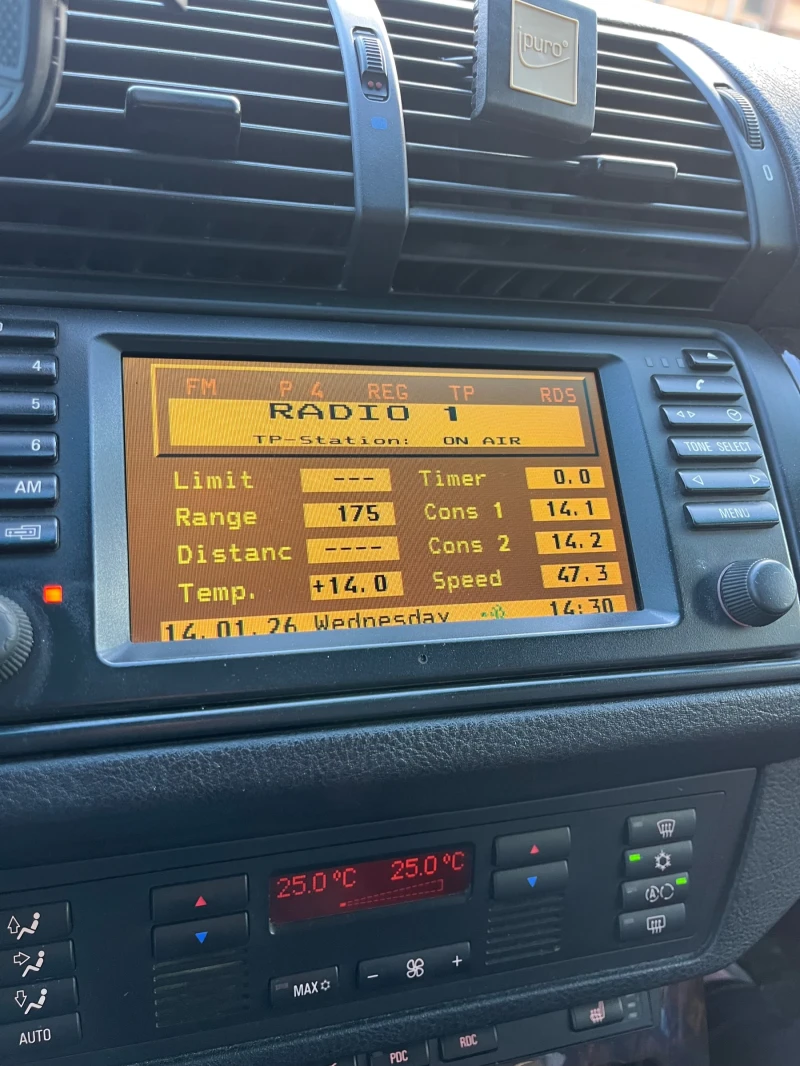 ipuro®
0
4
5
6
AM
FM P 4 REG TP RDS
RADIO 1
TP-Station: ON AIR
Limit --- Timer 0.0
Range 175 Cons 1 14.1
Distanc ---- Cons 2 14.2
Temp. +14.0 Speed 47.3
14.01.26 Wednesday 14:30
TONE SELECT
MENU
25.0°C 25.0°C
A
MAX
- +
AUTO
PDC
RDC